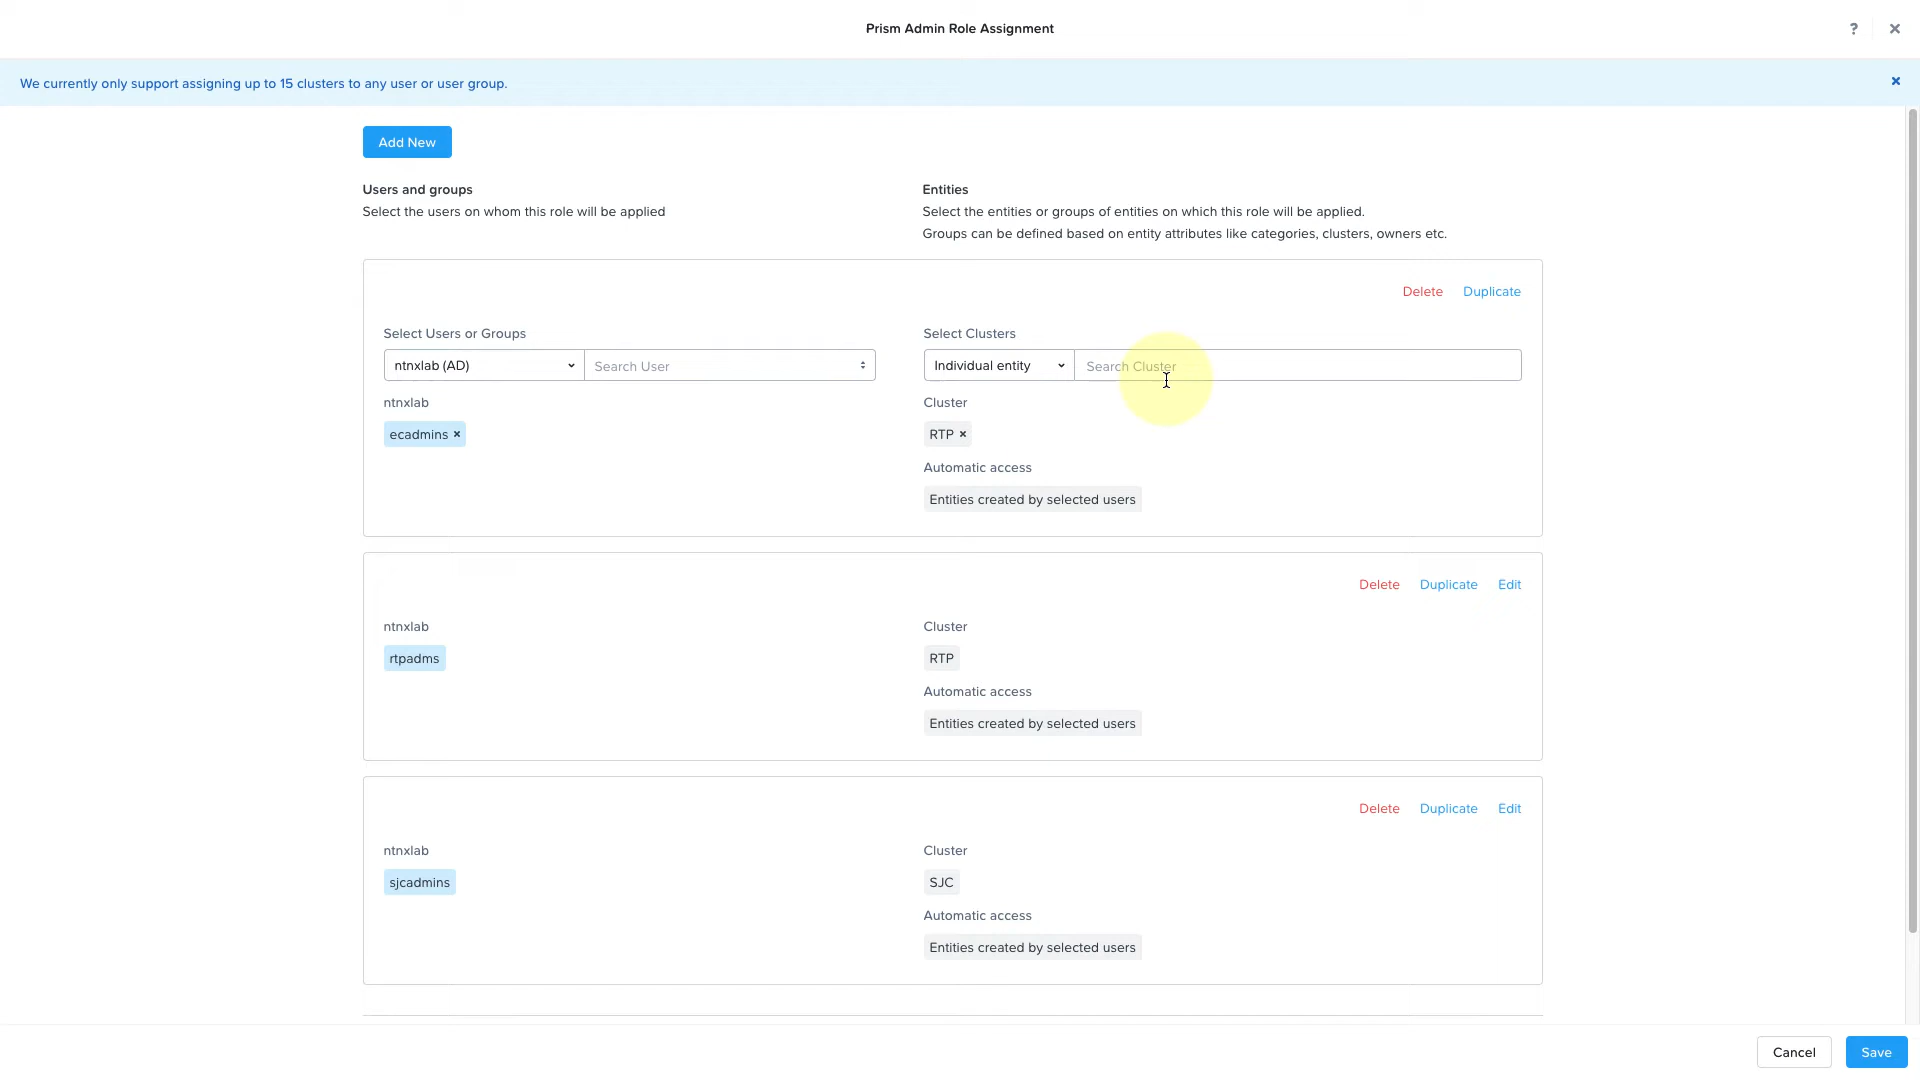 Prism Admin Role Assignment
?
We currently only support assigning up to 15 clusters to any user or user group.
Add New
Users and groups
Select the users on whom this role will be applied
Entities
Select the entities or groups of entities on which this role will be applied.
Groups can be defined based on entity attributes like categories, clusters, owners etc.
Delete Duplicate
Select Users or Groups
ntnxlab (AD)
Search User
ntnxlab
ecadmins ×
Select Clusters
Individual entity
Search Cluster
Cluster
RTP ×
Automatic access
Entities created by selected users
Delete Duplicate Edit
ntnxlab
rtpadms
Cluster
RTP
Automatic access
Entities created by selected users
Delete Duplicate Edit
ntnxlab
sjcadmins
Cluster
SJC
Automatic access
Entities created by selected users
Cancel
Save